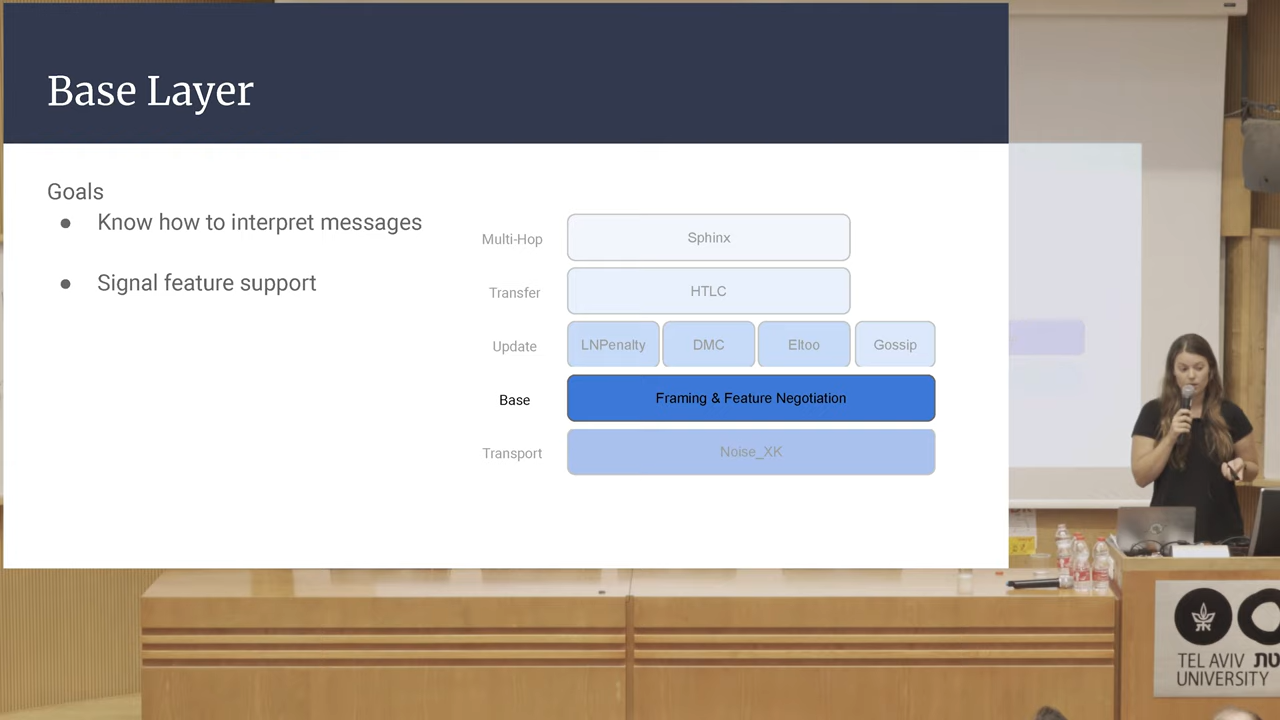 Base Layer
Goals
● Know how to interpret messages
● Signal feature support
Multi-Hop
Sphinx
Transfer
HTLC
Update
LNPenalty
DMC
Eltoo
Gossip
Base
Framing & Feature Negotiation
Transport
Noise_XK
TEL AVIV
UNIVERSITY